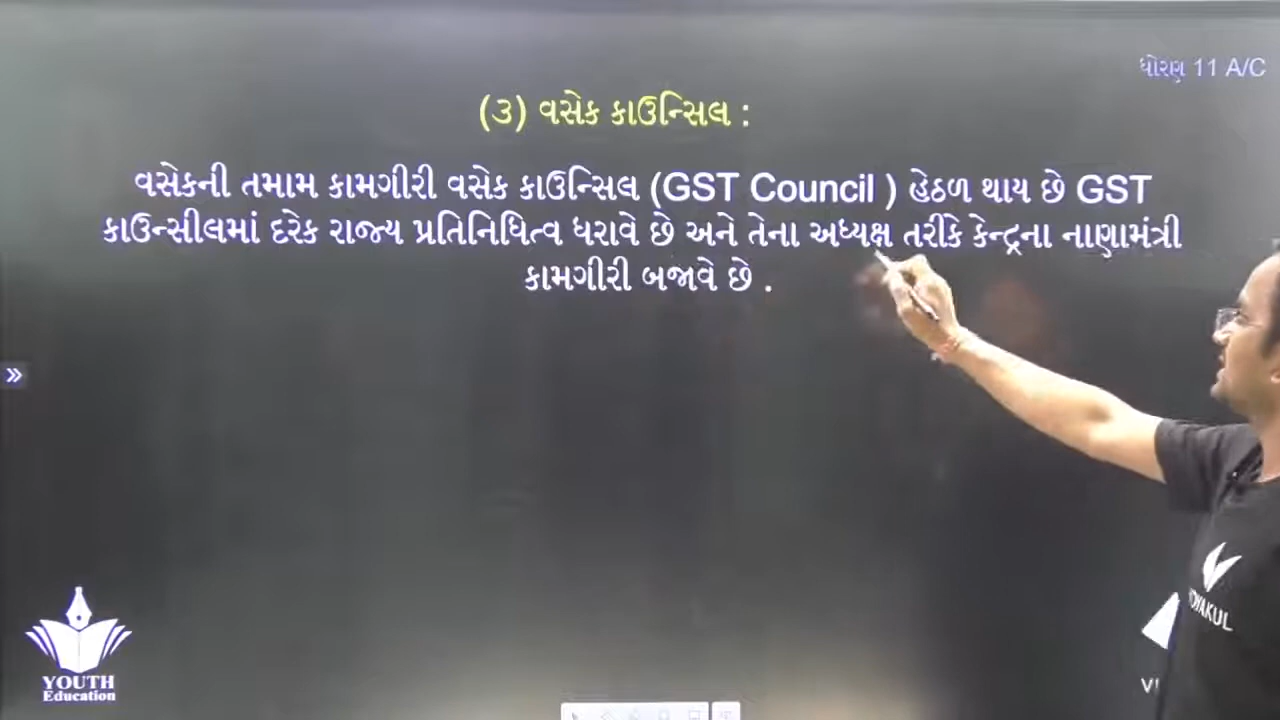 ધોરણ 11 A/C
(૩) વસેક કાઉન્સિલ :
વસેકની તમામ કામગીરી વસેક કાઉન્સિલ (GST Council ) હેઠળ થાય છે GST
કાઉન્સીલમાં દરેક રાજ્ય પ્રતિનિધિત્વ ધરાવે છે અને તેના અધ્યક્ષ તરીકે કેન્દ્રના નાણામંત્રી
કામગીરી બજાવે છે .
YOUTH
Education